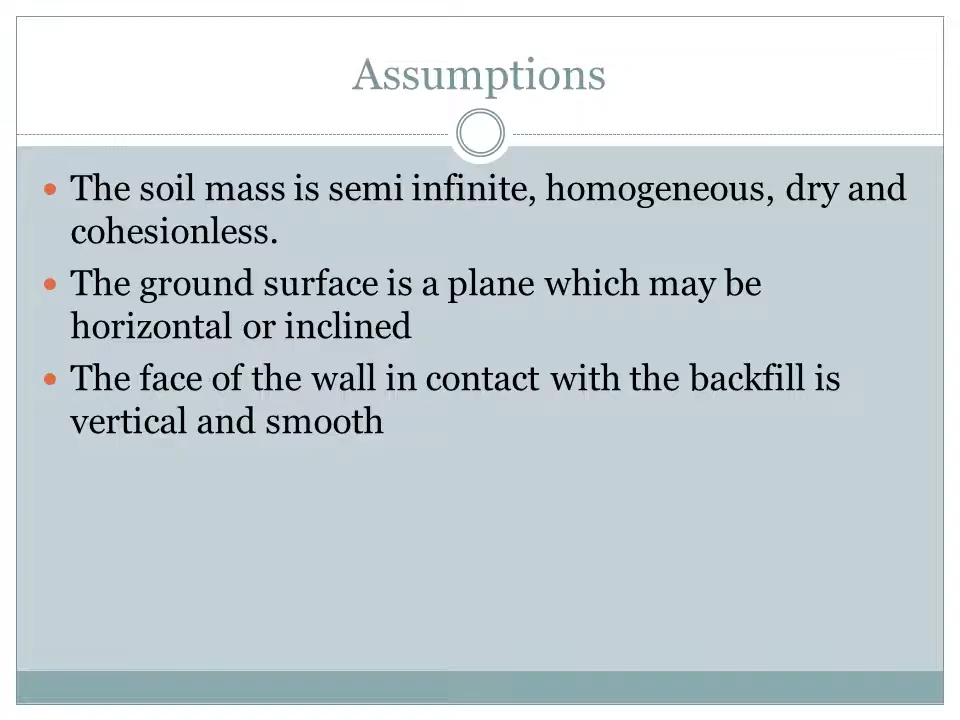 Assumptions
• The soil mass is semi infinite, homogeneous, dry and
cohesionless.
• The ground surface is a plane which may be
horizontal or inclined
• The face of the wall in contact with the backfill is
vertical and smooth